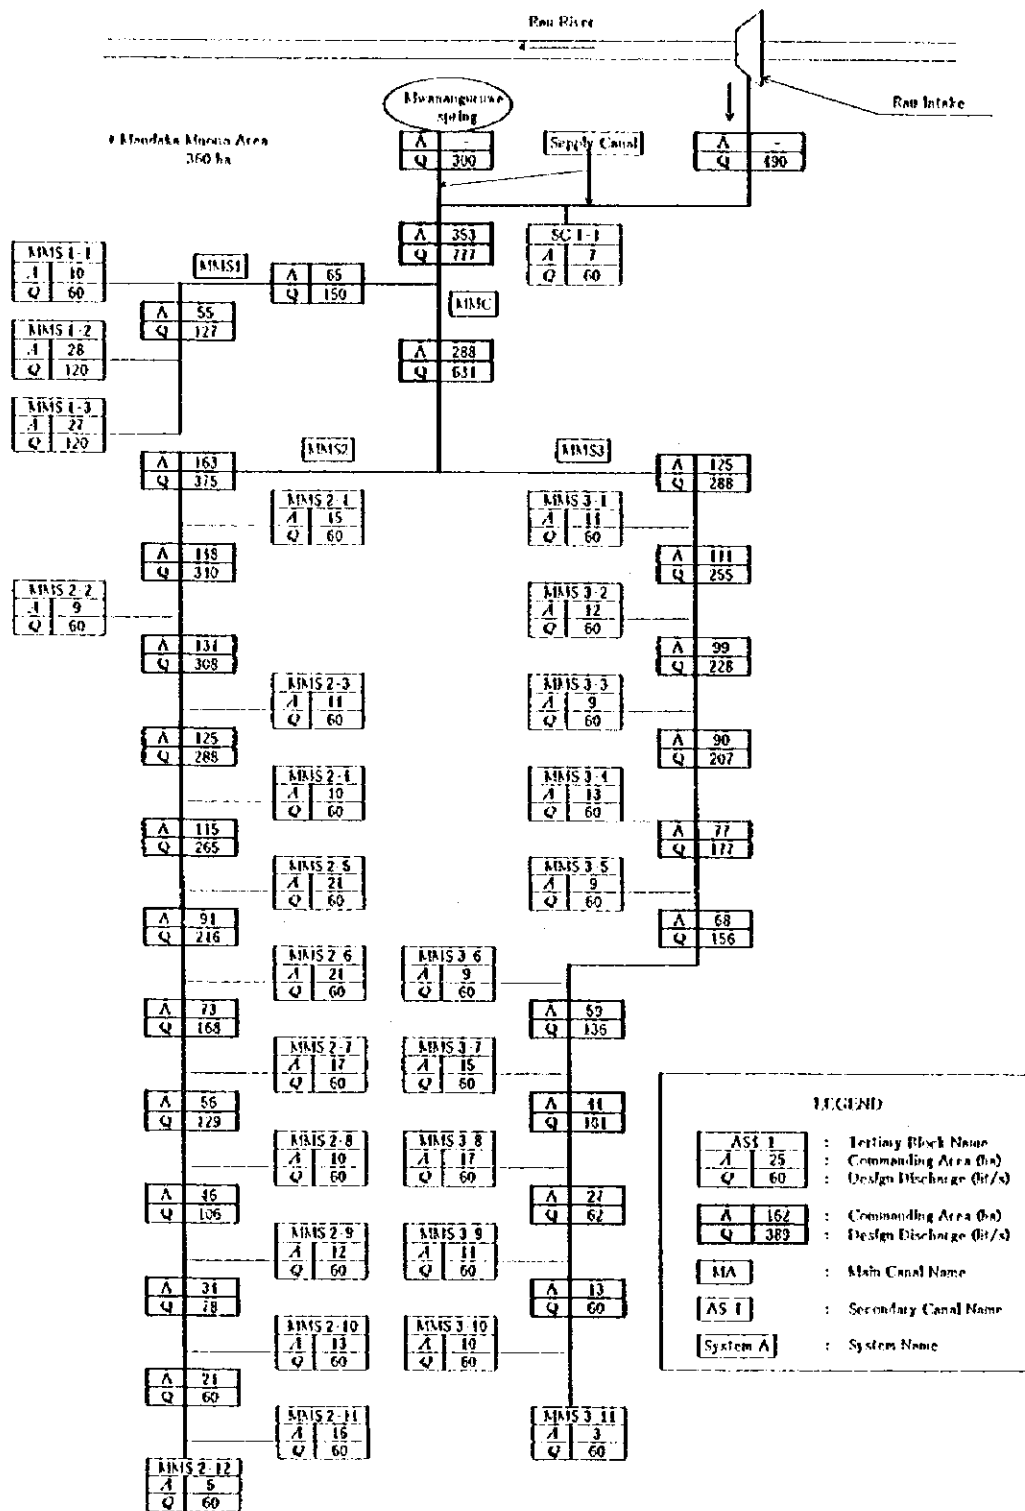 Rau River
Mwananguruwe
spring
Rau Intake
Mandaka Mnono Area
360 ha
A -
Q 300
Supply Canal
A -
Q 490
A 353
Q 777
SC 1-1
A 7
Q 60
MMS 1-1
A 10
Q 60
MMS1
A 65
Q 150
MMC
A 55
Q 127
MMS 1-2
A 28
Q 120
A 288
Q 631
MMS 1-3
A 27
Q 120
MMS2
MMS3
A 163
Q 375
A 125
Q 288
MMS 2-1
A 15
Q 60
MMS 3-1
A 14
Q 60
A 148
Q 340
A 111
Q 255
MMS 2-2
A 9
Q 60
MMS 3-2
A 12
Q 60
A
Q 308
A 99
Q 228
MMS 2-3
A
Q 60
MMS 3-3
A 9
Q 60
A 125
Q 288
A 90
Q 207
MMS 2-4
A 10
Q 60
MMS 3-4
A 13
Q 60
A 115
Q 265
A 77
Q 177
MMS 2-5
A 21
Q 60
MMS 3-5
A 9
Q 60
A 94
Q 216
A 68
Q 156
MMS 2-6
A 21
Q 60
MMS 3-6
A 9
Q 60
A 73
Q 168
A 59
Q 136
MMS 2-7
A 17
Q 60
MMS 3-7
A 15
Q 60
A 56
Q 129
A 44
Q 101
MMS 2-8
A 10
Q 60
MMS 3-8
A 17
Q 60
A 46
Q 106
A 27
Q 62
MMS 2-9
A 12
Q 60
MMS 3-9
A
Q 60
A 34
Q 78
A 13
Q 60
MMS 2-10
A 13
Q 60
MMS 3-10
A 10
Q 60
A 21
Q 60
MMS 2-11
A 16
Q 60
MMS 3-11
A 3
Q 60
MMS 2-12
A 5
Q 60
LEGEND
AS1-1 : Tertiary Block Name
A 25 : Commanding Area (ha)
Q 60 : Design Discharge (lit/s)
A 162 : Commanding Area (ha)
Q 389 : Design Discharge (lit/s)
MA : Main Canal Name
AS 1 : Secondary Canal Name
System A : System Name